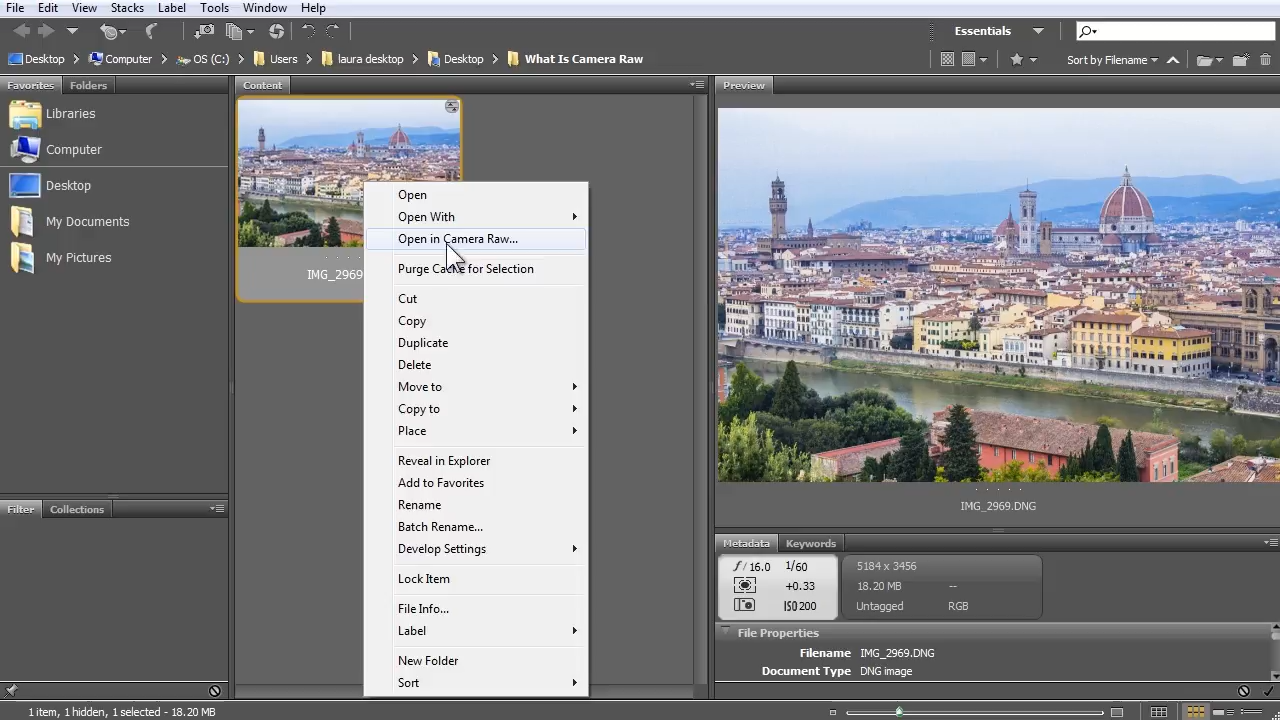 File Edit View Stacks Label Tools Window Help
Essentials
Desktop Computer OS (C:) Users laura desktop Desktop What Is Camera Raw
Sort by Filename
Favorites Folders
Libraries
Computer
Desktop
My Documents
My Pictures
Filter Collections
Content
IMG_2969
Open
Open With
Open in Camera Raw...
Purge Cache for Selection
Cut
Copy
Duplicate
Delete
Move to
Copy to
Place
Reveal in Explorer
Add to Favorites
Rename
Batch Rename...
Develop Settings
Lock Item
File Info...
Label
New Folder
Sort
Preview
IMG_2969.DNG
Metadata Keywords
f/16.0 1/60
+0.33
ISO200
5184 x 3456
18.20 MB --
Untagged RGB
File Properties
Filename IMG_2969.DNG
Document Type DNG image
1 item, 1 hidden, 1 selected - 18.20 MB